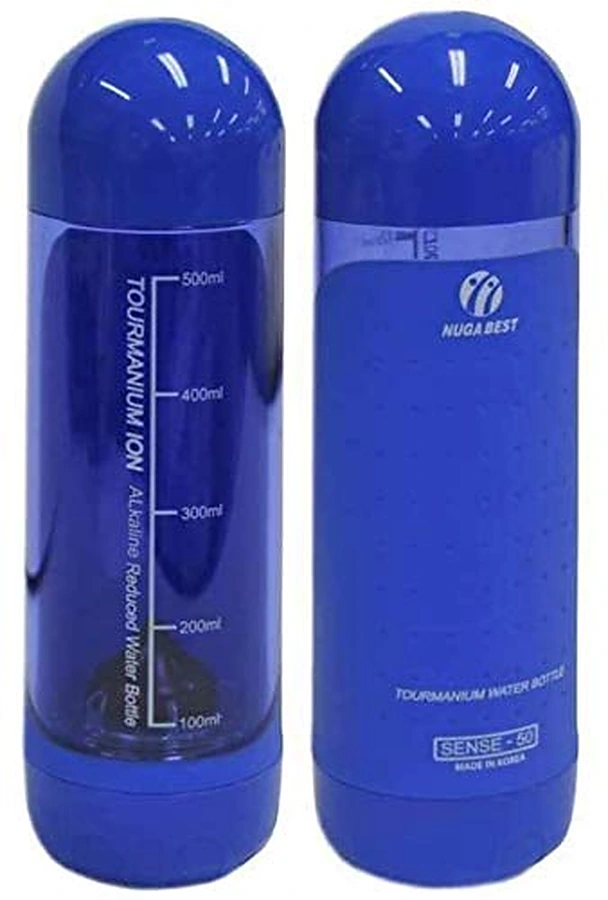 500ml
400ml
300ml
200ml
100ml
TOURMANIUM ION ALkaline Reduced Water Bottle
NUGA BEST
TOURMANIUM WATER BOTTLE
SENSE - 50
MADE IN KOREA